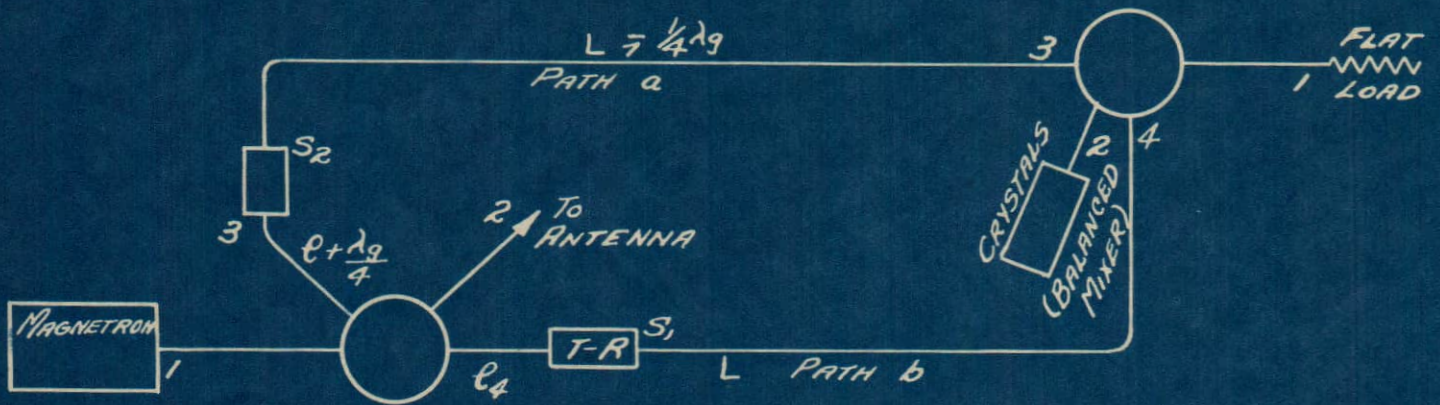 L ∓ ¼λg
PATH a
3
FLAT
1
LOAD
S2
CRYSTALS
2
4
(BALANCED
MIXER)
2
TO
ANTENNA
3
ℓ + λg/4
MAGNETRON
1
T-R
S1
ℓ4
L PATH b